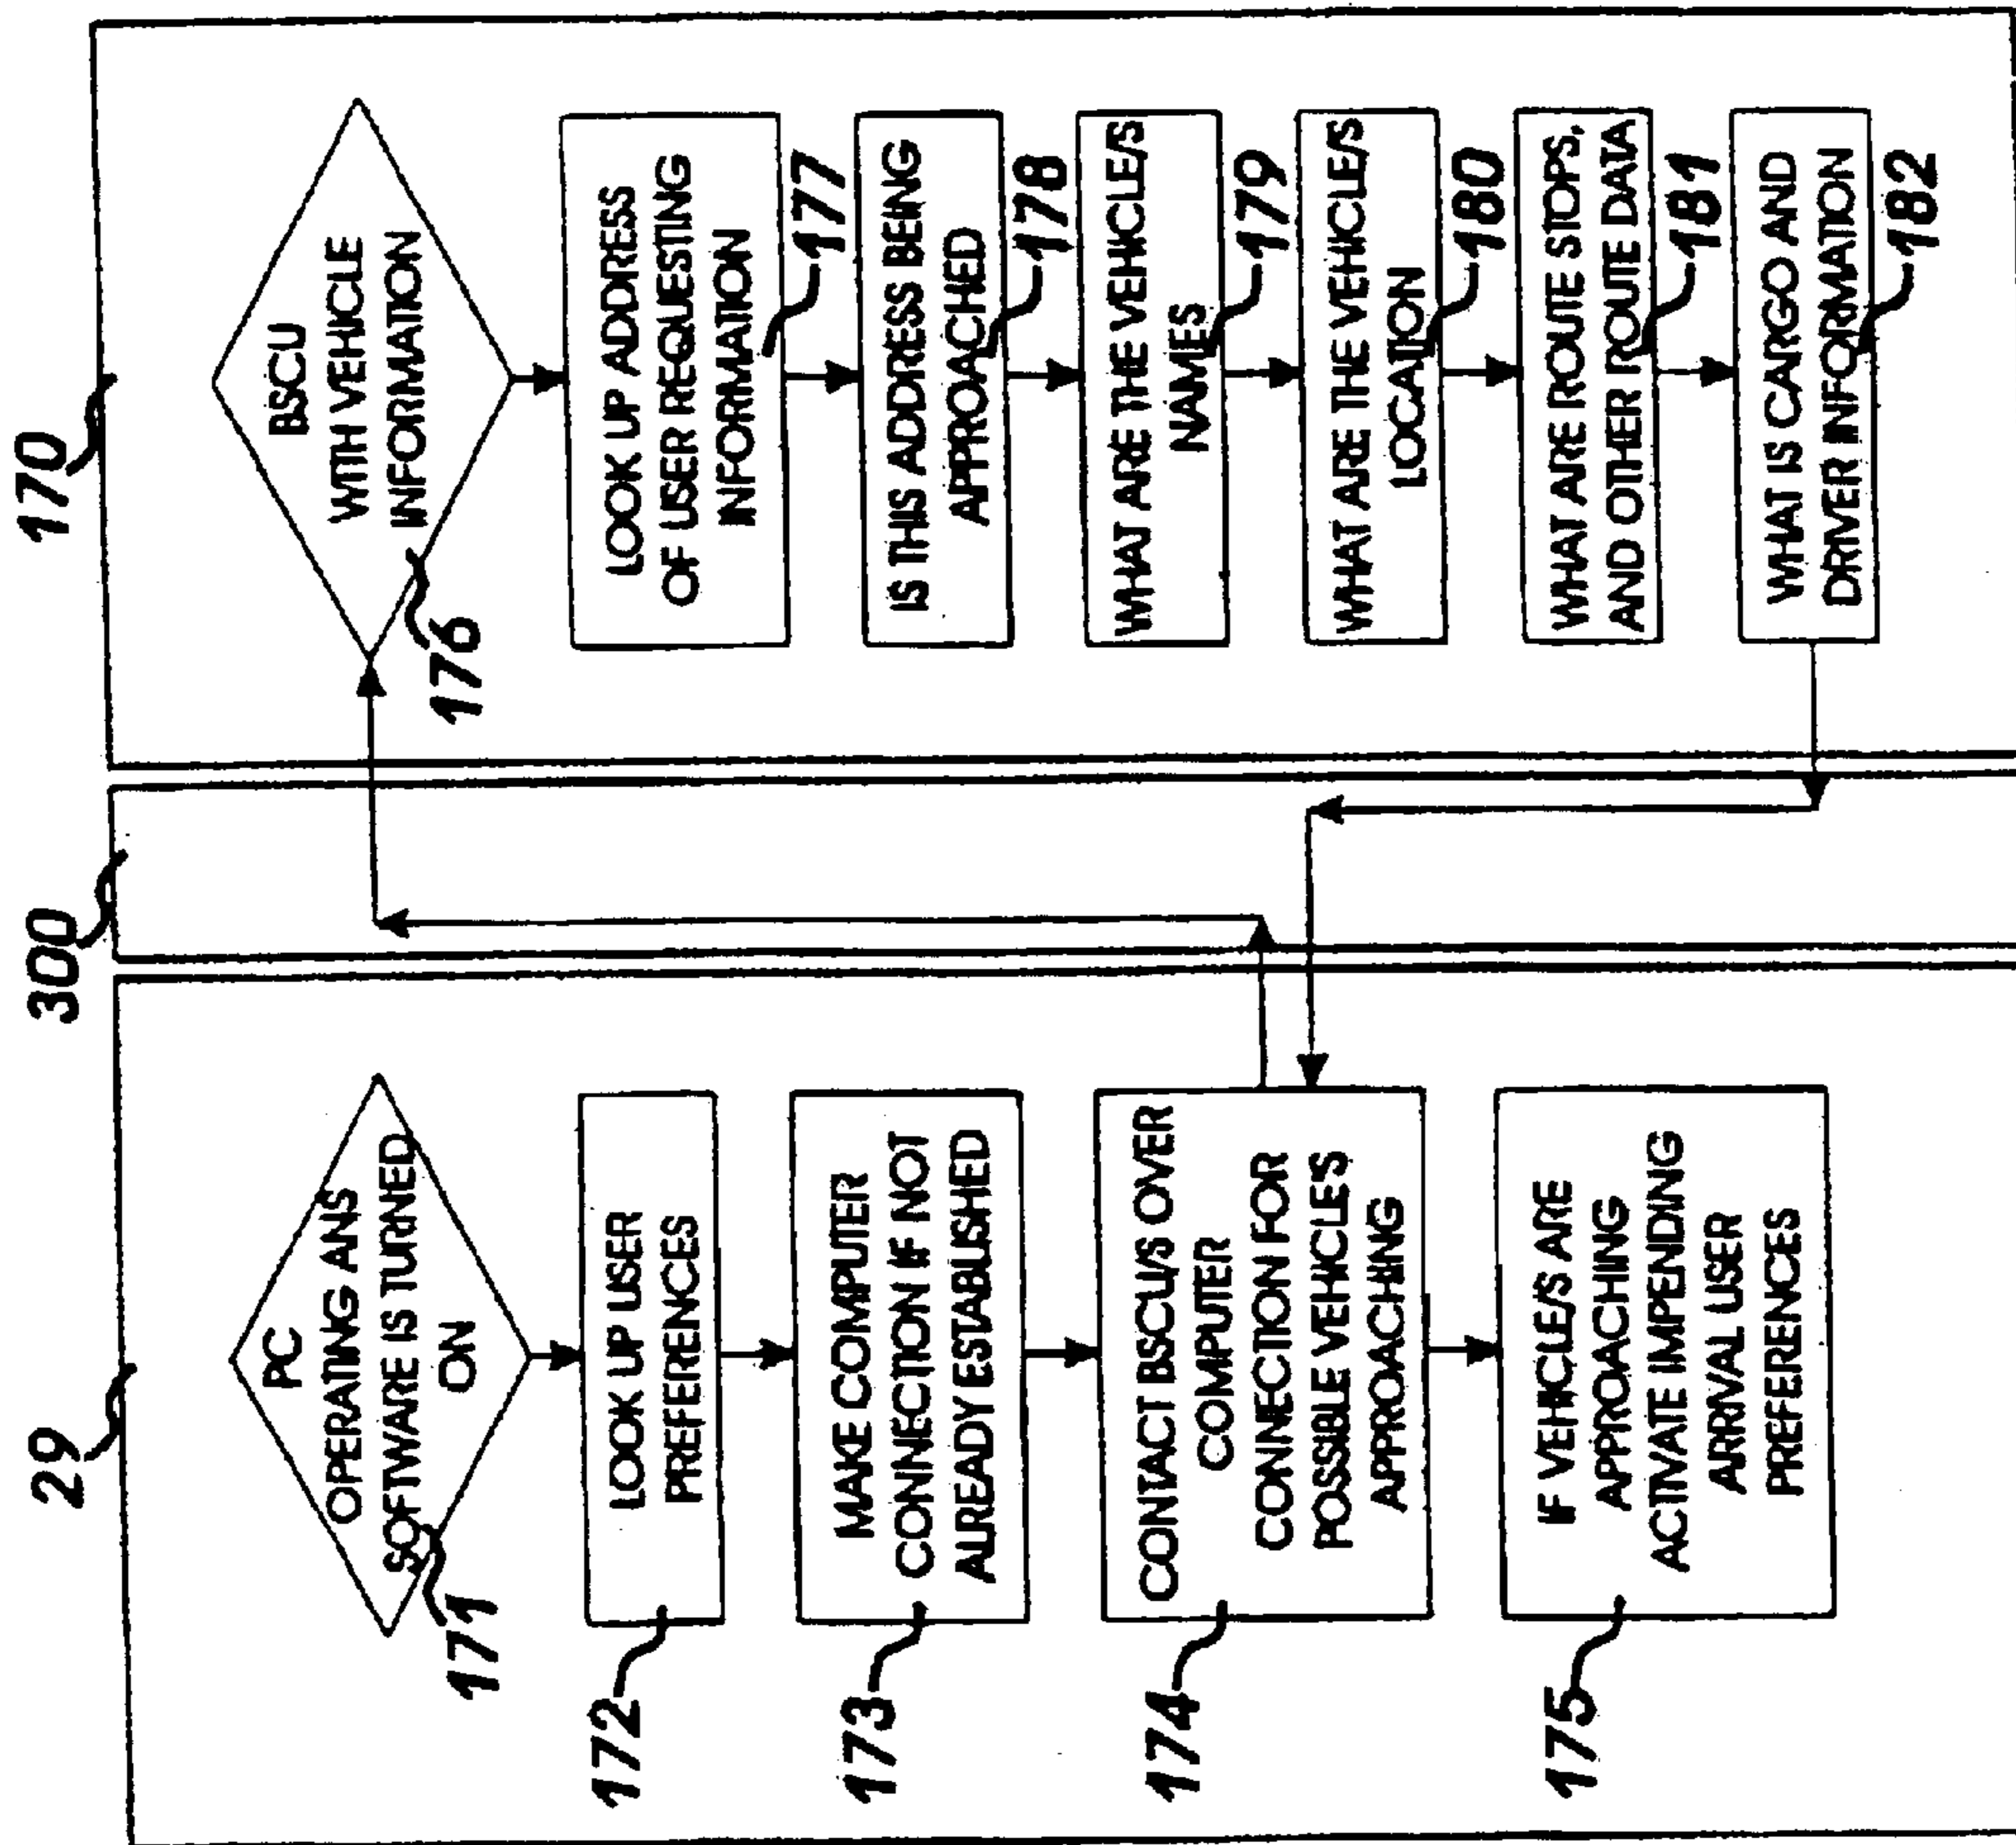 29
PC
OPERATING ANS
SOFTWARE IS TURNED
ON
171
LOOK UP USER
PREFERENCES
172
MAKE COMPUTER
CONNECTION IF NOT
ALREADY ESTABLISHED
173
CONTACT BSCU/S OVER
COMPUTER
CONNECTION FOR
POSSIBLE VEHICLES
APPROACHING
174
IF VEHICLE/S ARE
APPROACHING
ACTIVATE IMPENDING
ARRIVAL USER
PREFERENCES
175
300
170
BSCU
WITH VEHICLE
INFORMATION
176
LOOK UP ADDRESS
OF USER REQUESTING
INFORMATION
177
IS THIS ADDRESS BEING
APPROACHED
178
WHAT ARE THE VEHICLE/S
NAMES
179
WHAT ARE THE VEHICLE/S
LOCATION
180
WHAT ARE ROUTE STOPS,
AND OTHER ROUTE DATA
181
WHAT IS CARGO AND
DRIVER INFORMATION
182